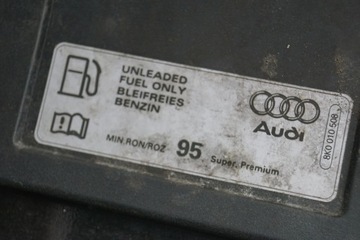 UNLEADED
FUEL ONLY
BLEIFREIES
BENZIN
Audi
MIN.RON/ROZ 95 Super, Premium
8K0 010 508